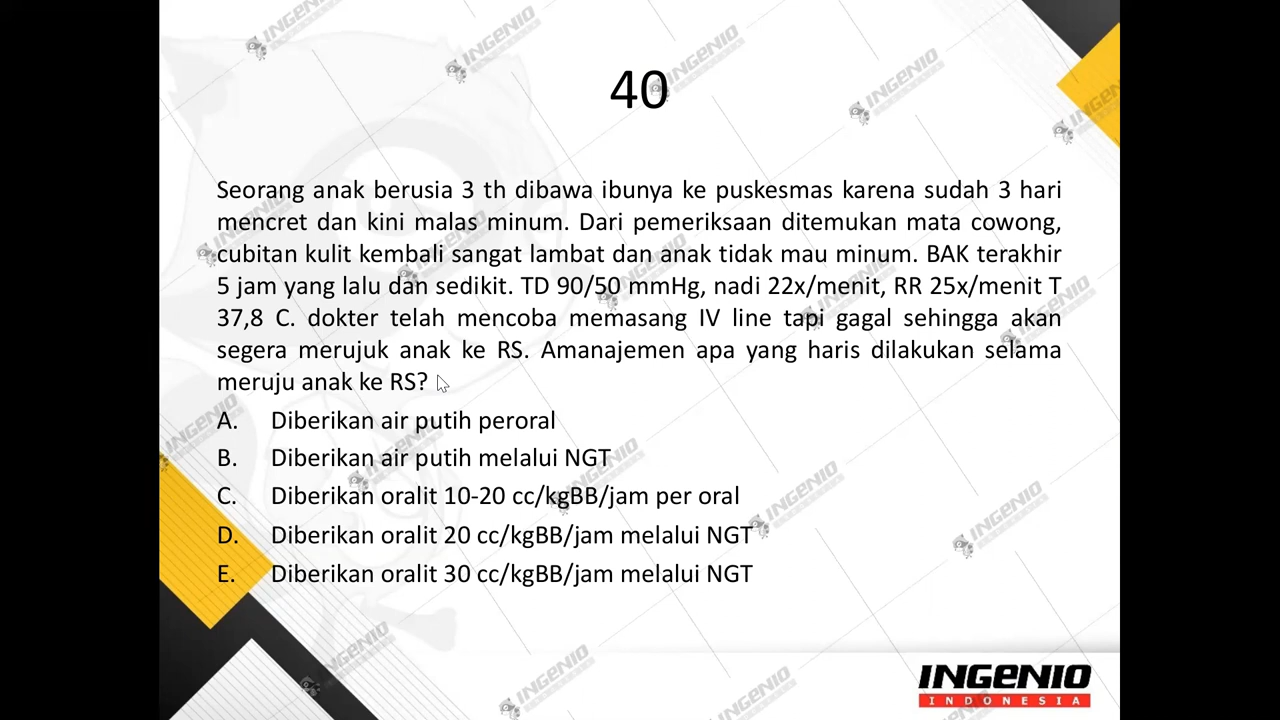 40
Seorang anak berusia 3 th dibawa ibunya ke puskesmas karena sudah 3 hari
mencret dan kini malas minum. Dari pemeriksaan ditemukan mata cowong,
cubitan kulit kembali sangat lambat dan anak tidak mau minum. BAK terakhir
5 jam yang lalu dan sedikit. TD 90/50 mmHg, nadi 22x/menit, RR 25x/menit T
37,8 C. dokter telah mencoba memasang IV line tapi gagal sehingga akan
segera merujuk anak ke RS. Amanajemen apa yang haris dilakukan selama
meruju anak ke RS?
A. Diberikan air putih peroral
B. Diberikan air putih melalui NGT
C. Diberikan oralit 10-20 cc/kgBB/jam per oral
D. Diberikan oralit 20 cc/kgBB/jam melalui NGT
E. Diberikan oralit 30 cc/kgBB/jam melalui NGT
INGENIO
INDONESIA